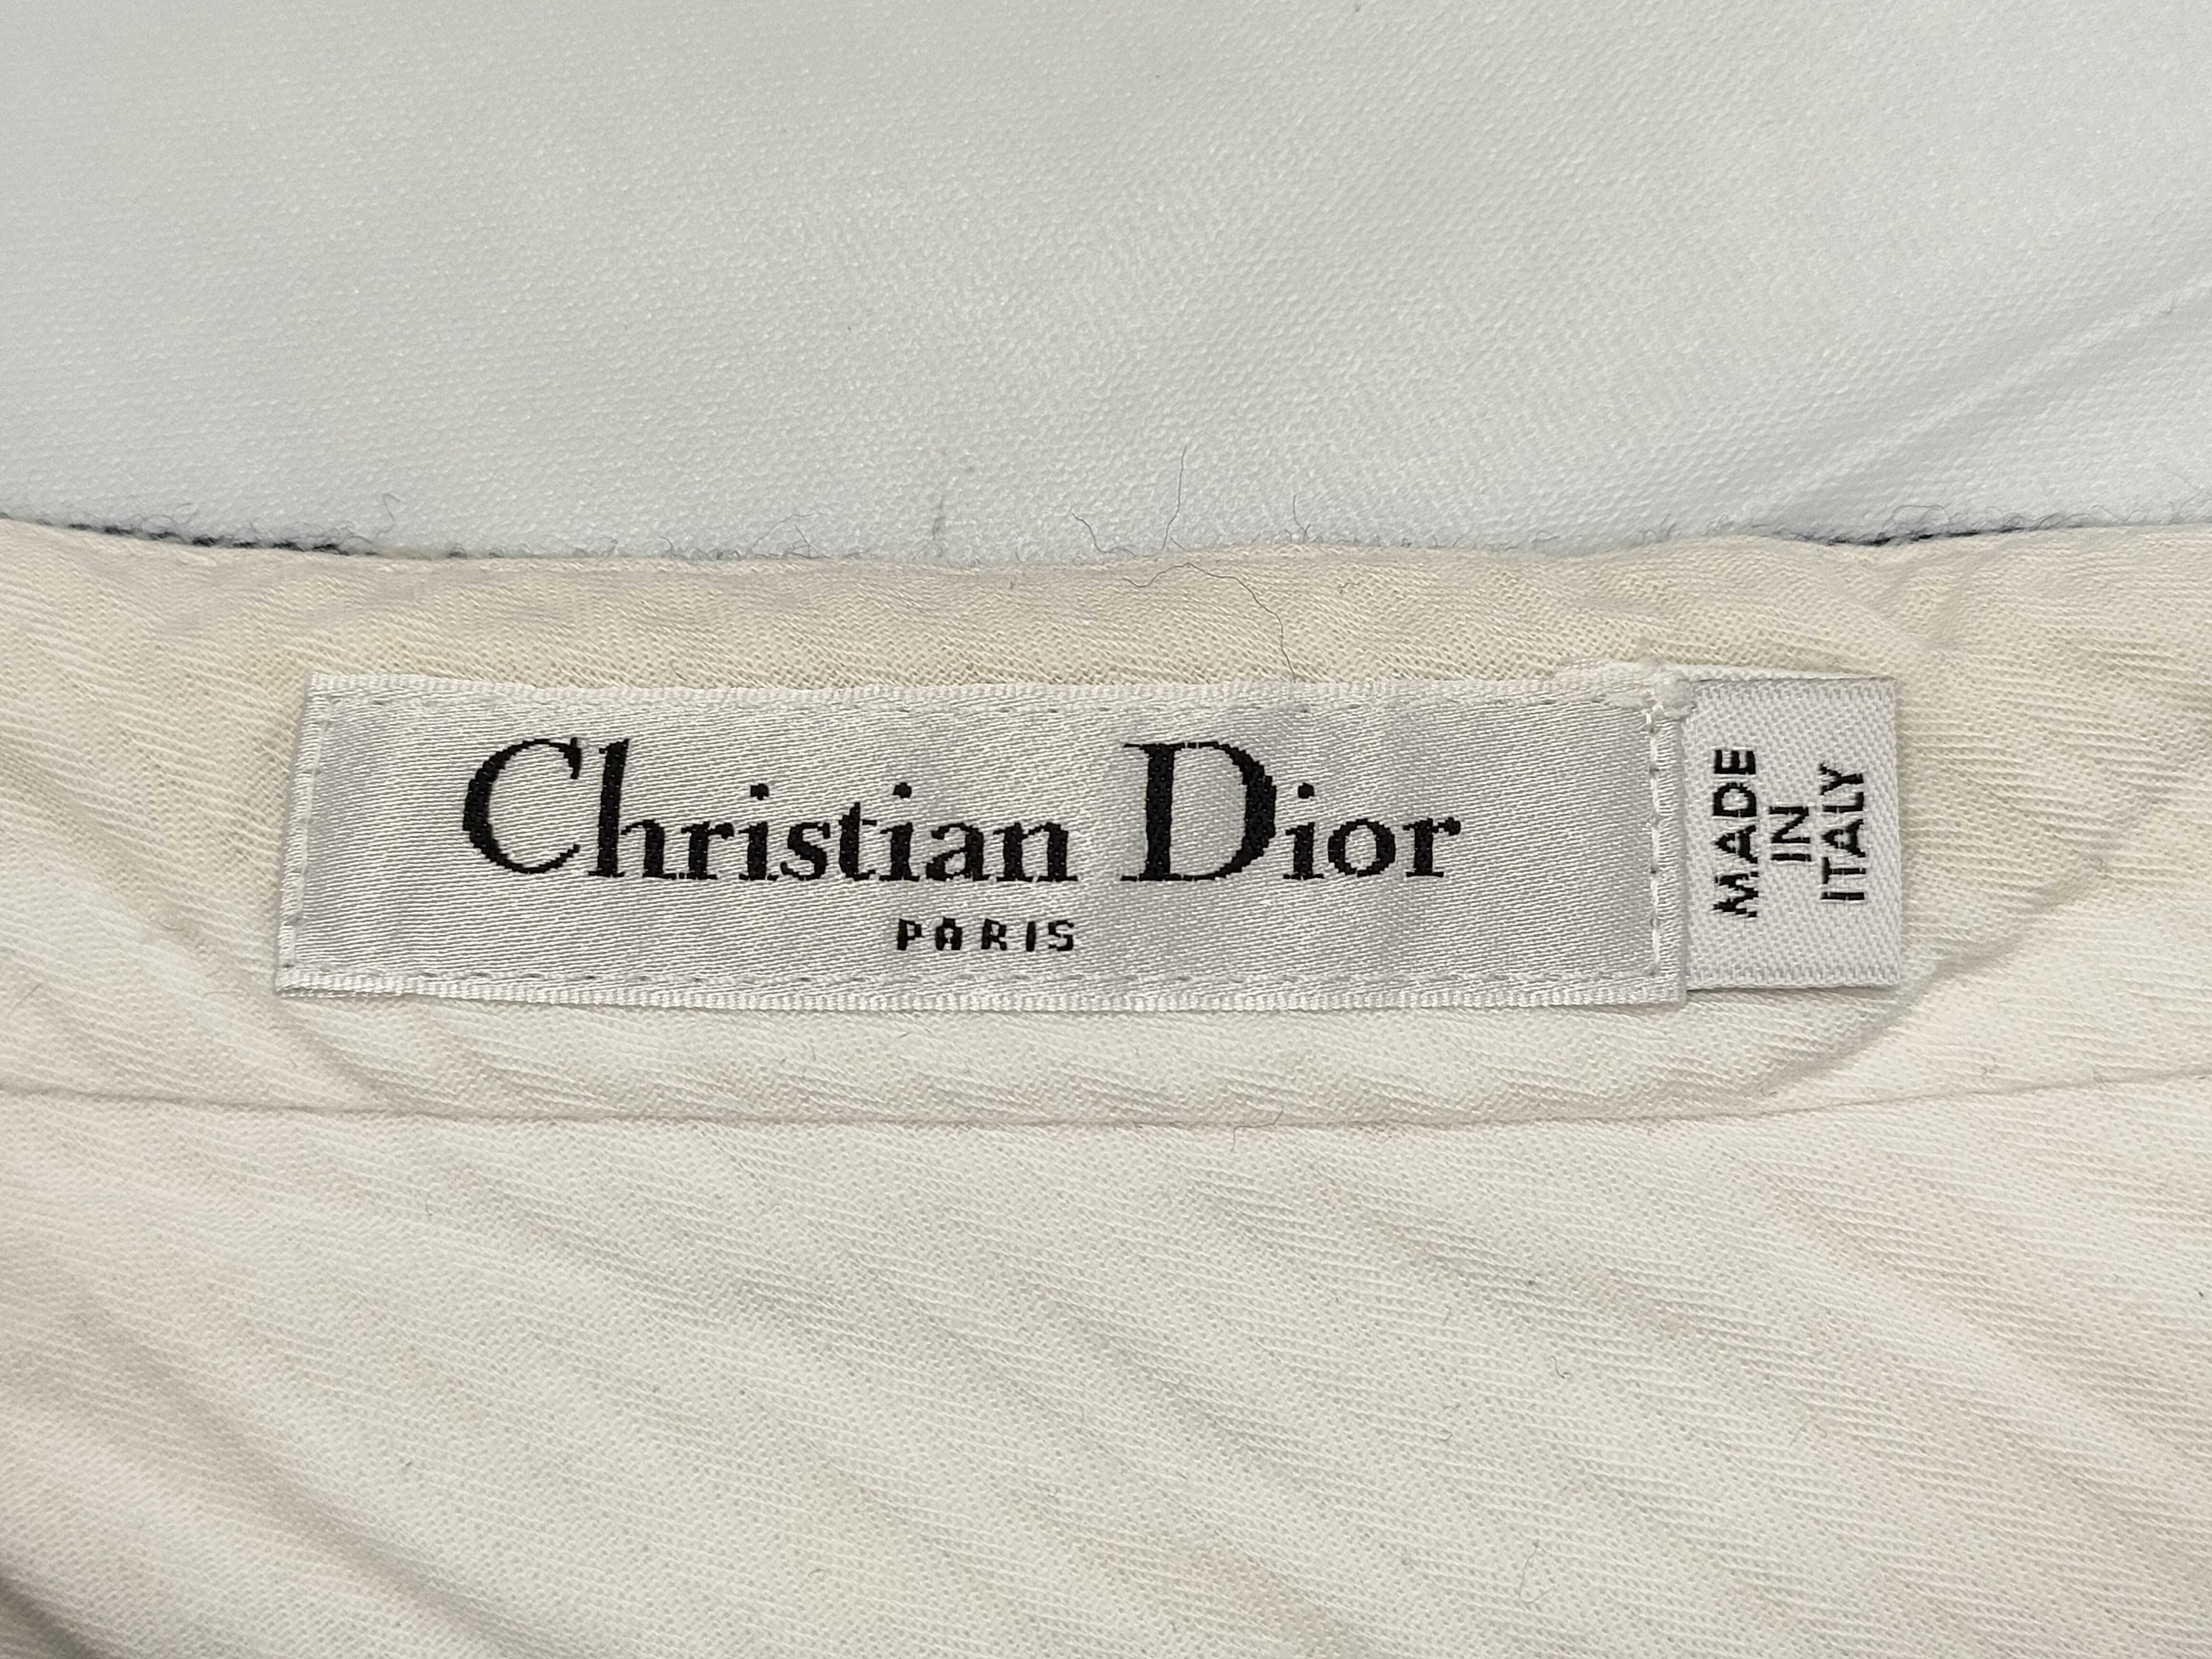 Christian Dior
PARIS
MADE
IN
ITALY